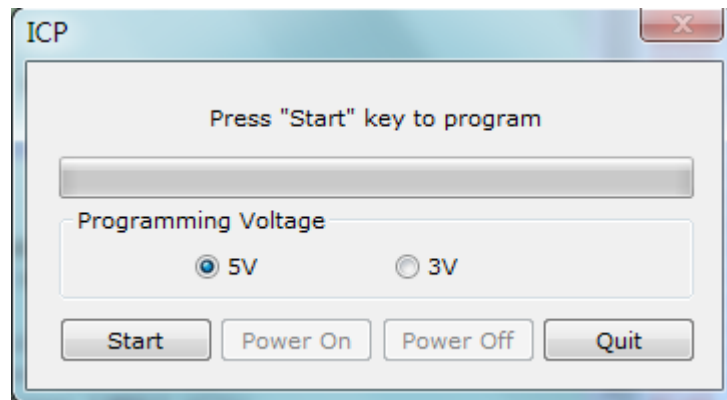 ICP
Press "Start" key to program
Programming Voltage
5V 3V
Start Power On Power Off Quit